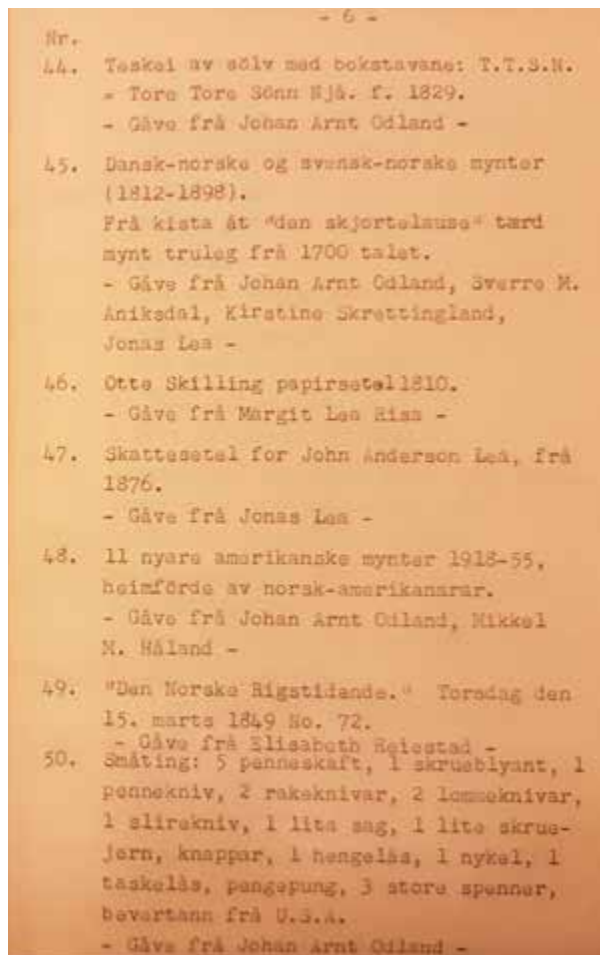 - 6 -
Nr.
44. Teskei av sölv med bokstavane: T.T.S.N.
- Tore Tore Sönn Njå. f. 1829.
- Gåve frå Johan Arnt Odland -
45. Dansk-norske og svensk-norske mynter
(1812-1898).
Frå kista åt "den skjortelause" tærd
mynt truleg frå 1700 talet.
- Gåve frå Johan Arnt Odland, Sverre M.
Aniksdal, Kirstine Skrettingland,
Jonas Lea -
46. Otte Skilling papirsetel 1810.
- Gåve frå Margit Lea Risa -
47. Skattesetel for John Anderson Lea, frå
1876.
- Gåve frå Jonas Lea -
48. 11 nyare amerikanske mynter 1918-55,
heimförde av norsk-amerikanarar.
- Gåve frå Johan Arnt Odland, Mikkel
M. Håland -
49. "Den Norske Rigstidande." Torsdag den
15. marts 1849 No. 72.
- Gåve frå Elisabeth Reiestad -
50. Småting: 5 penneskaft, 1 skrueblyant, 1
pennekniv, 2 rakeknivar, 2 lommeknivar,
1 slirekniv, 1 lita sag, 1 lite skrue-
jern, knappar, 1 hengelås, 1 nykel, 1
taskelås, pengepung, 3 store spenner,
bevertann frå U.S.A.
- Gåve frå Johan Arnt Odland -